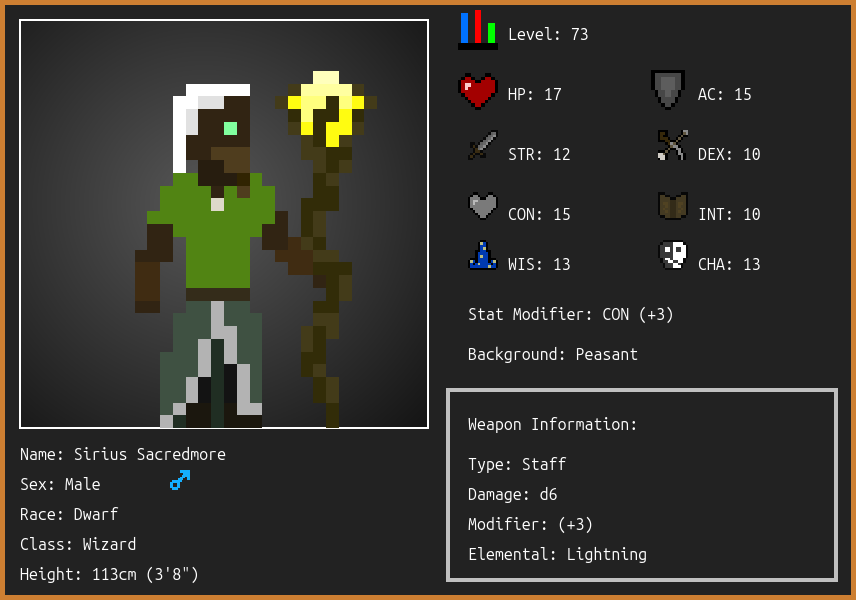 Level: 73
HP: 17
AC: 15
STR: 12
DEX: 10
CON: 15
INT: 10
WIS: 13
CHA: 13
Stat Modifier: CON (+3)
Background: Peasant
Weapon Information:
Type: Staff
Damage: d6
Modifier: (+3)
Elemental: Lightning
Name: Sirius Sacredmore
Sex: Male
Race: Dwarf
Class: Wizard
Height: 113cm (3'8")